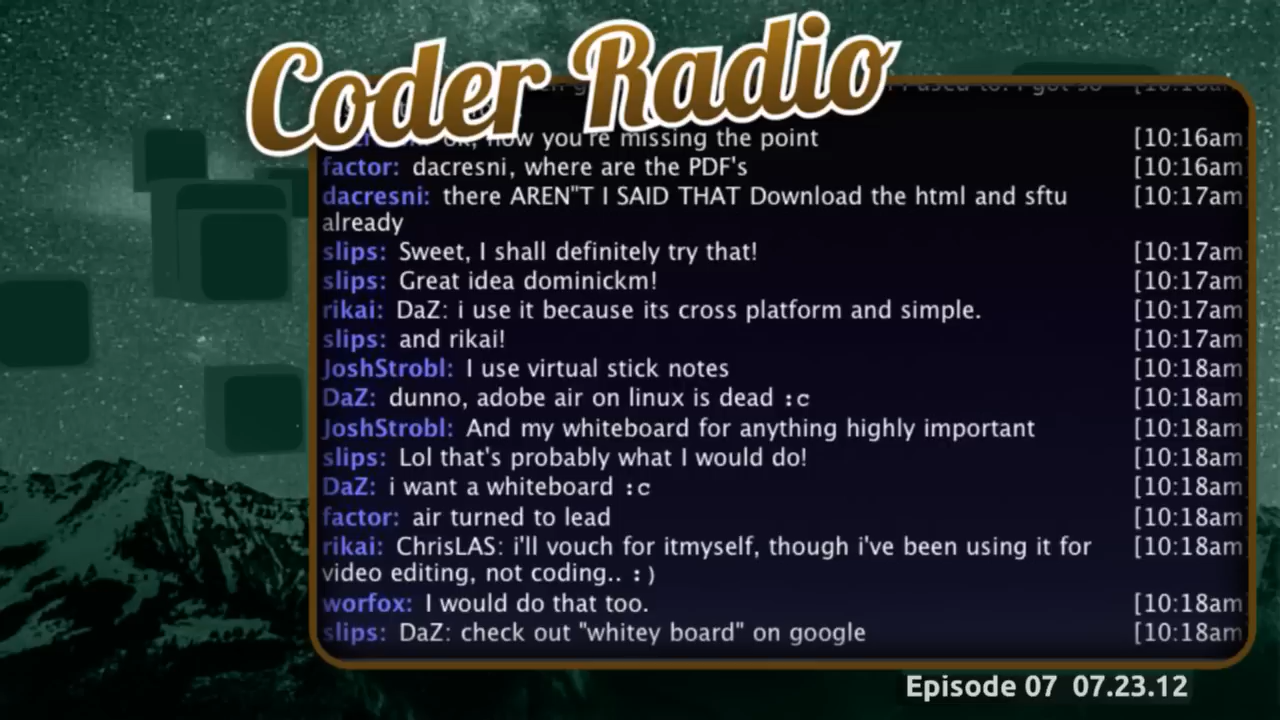 Coder Radio
I used to. I got so [10:16am
now you're missing the point [10:16am
factor: dacresni, where are the PDF's [10:16am
dacresni: there AREN"T I SAID THAT Download the html and sftu [10:17am
already
slips: Sweet, I shall definitely try that! [10:17am
slips: Great idea dominickm! [10:17am
rikai: DaZ: i use it because its cross platform and simple. [10:17am
slips: and rikai! [10:17am
JoshStrobl: I use virtual stick notes [10:18am
DaZ: dunno, adobe air on linux is dead :c [10:18am
JoshStrobl: And my whiteboard for anything highly important [10:18am
slips: Lol that's probably what I would do! [10:18am
DaZ: i want a whiteboard :c [10:18am
factor: air turned to lead [10:18am
rikai: ChrisLAS: i'll vouch for itmyself, though i've been using it for [10:18am
video editing, not coding.. :)
worfox: I would do that too. [10:18am
slips: DaZ: check out "whitey board" on google [10:18am
Episode 07 07.23.12